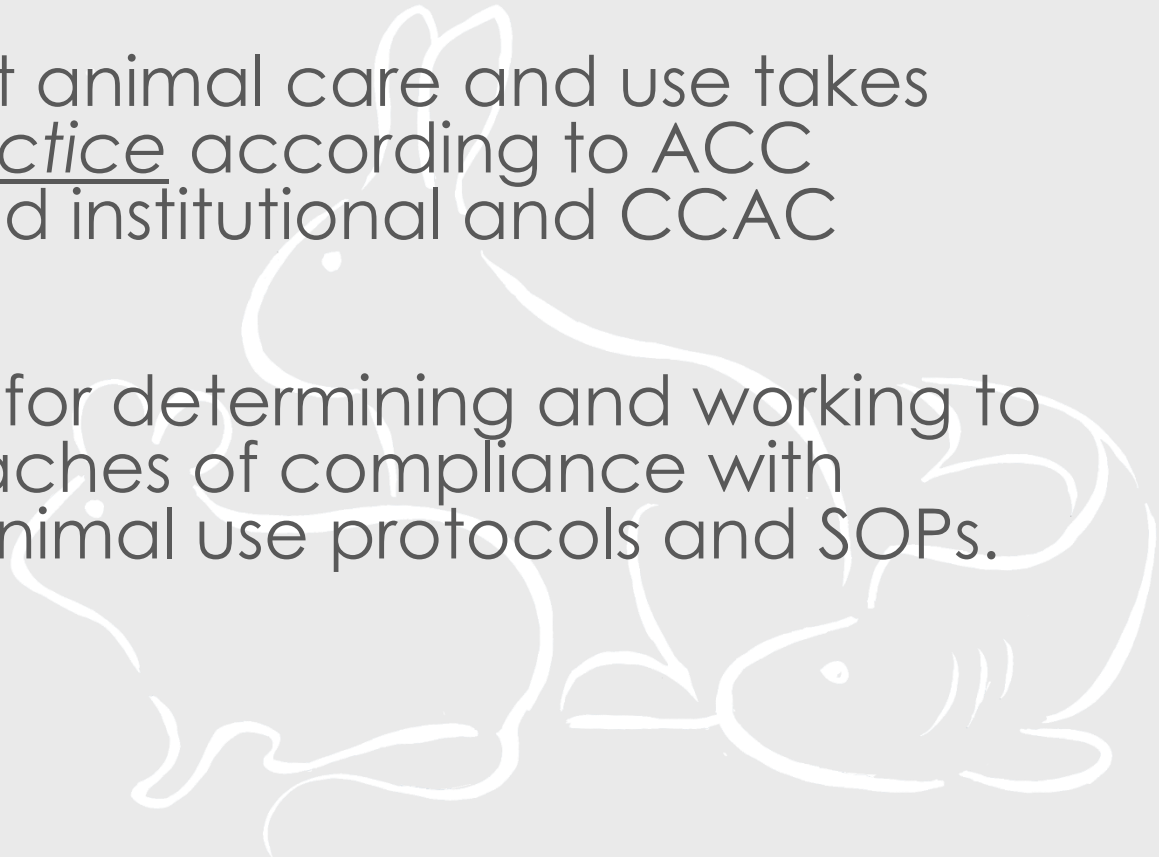 t animal care and use takes
ctice according to ACC
d institutional and CCAC
for determining and working to
aches of compliance with
nimal use protocols and SOPs.